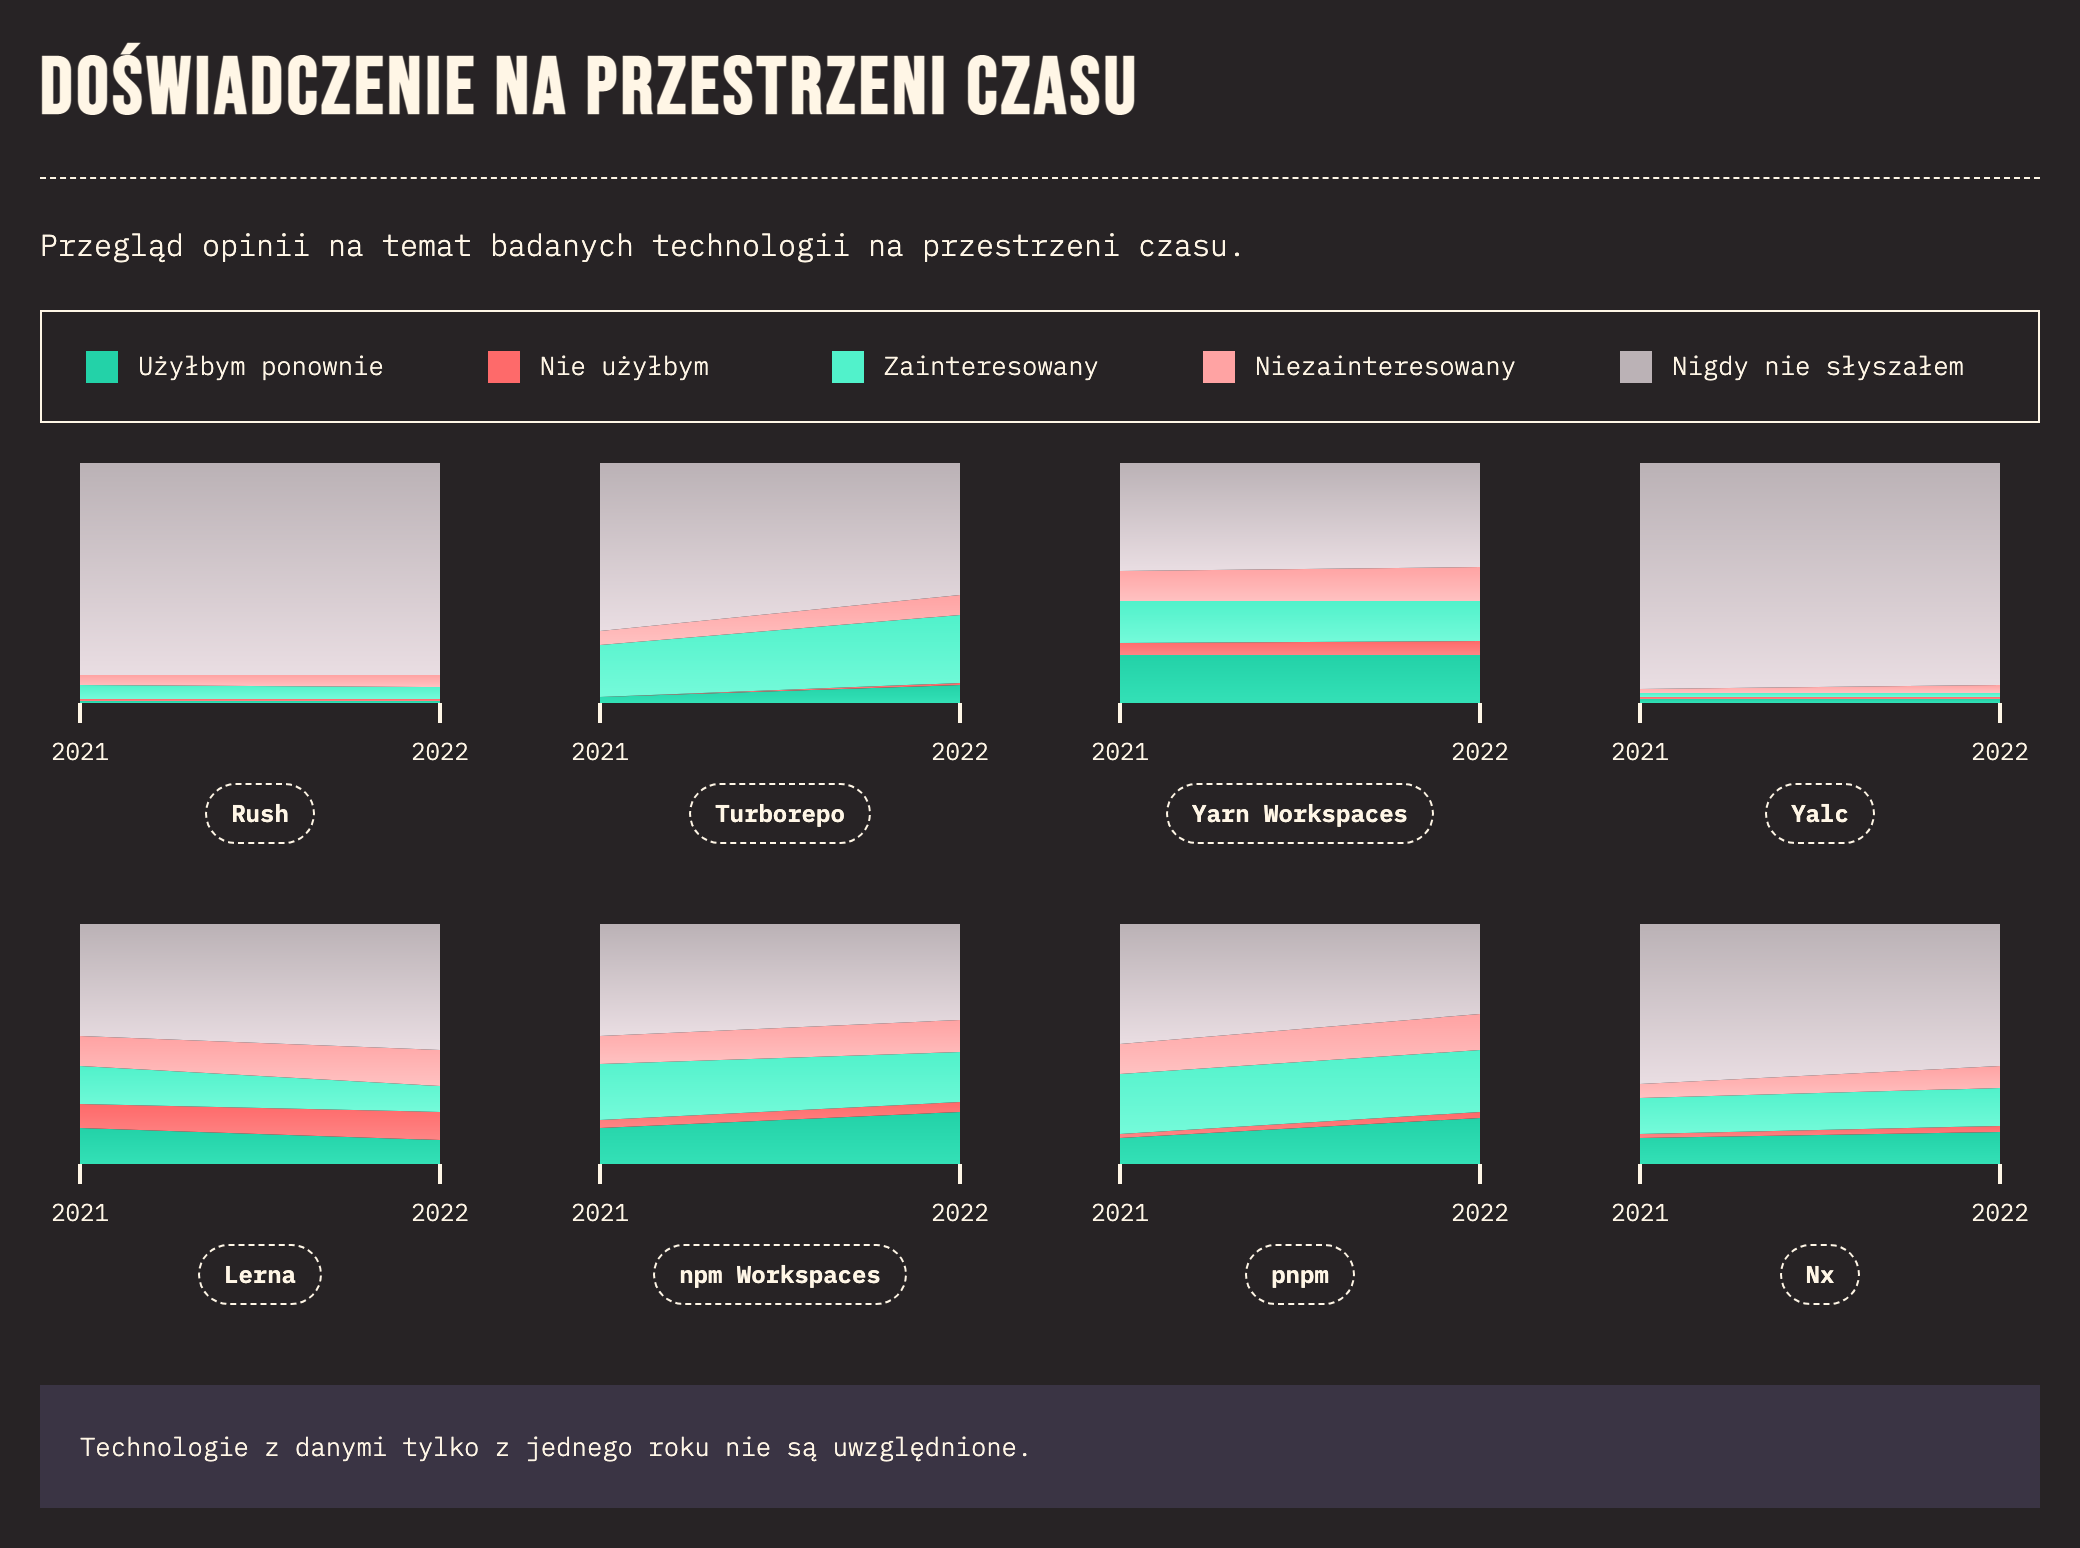 DOŚWIADCZENIE NA PRZESTRZENI CZASU
Przegląd opinii na temat badanych technologii na przestrzeni czasu.
Użyłbym ponownie Nie użyłbym Zainteresowany Niezainteresowany Nigdy nie słyszałem
2021 2022 2021 2022 2021 2022 2021 2022
Rush Turborepo Yarn Workspaces Yalc
2021 2022 2021 2022 2021 2022 2021 2022
Lerna npm Workspaces pnpm Nx
Technologie z danymi tylko z jednego roku nie są uwzględnione.